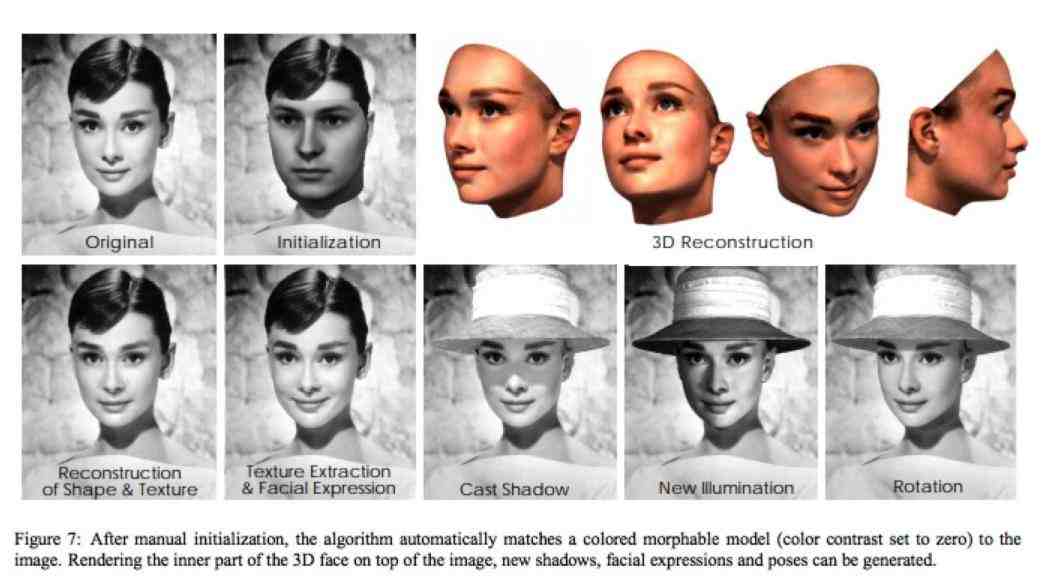 Original
Initialization
3D Reconstruction
Reconstruction
of Shape & Texture
Texture Extraction
& Facial Expression
Cast Shadow
New Illumination
Rotation
Figure 7: After manual initialization, the algorithm automatically matches a colored morphable model (color contrast set to zero) to the
image. Rendering the inner part of the 3D face on top of the image, new shadows, facial expressions and poses can be generated.